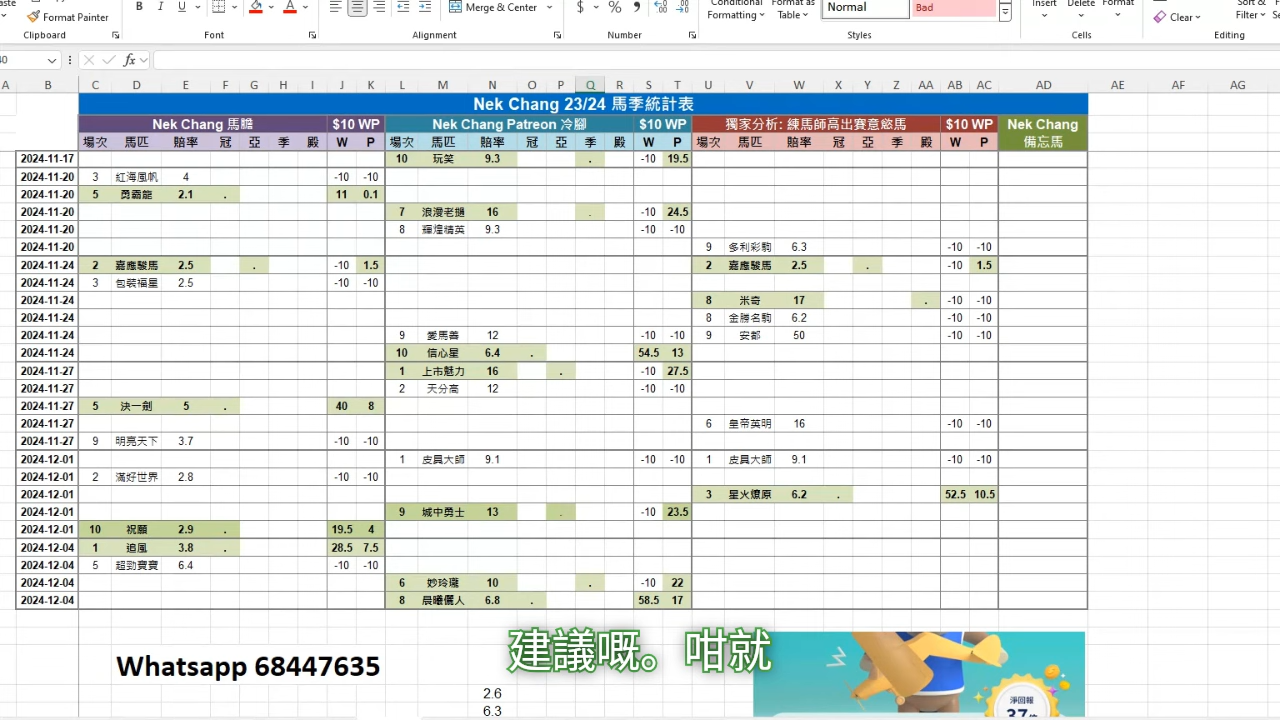 B I U Merge & Center $ % Conditional Format as Normal Bad Insert Delete Format Sort &
Format Painter Formatting Table Clear Filter
Clipboard Font Alignment Number Styles Cells Editing
fx
A B C D E F G H I J K L M N O P Q R S T U V W X Y Z AA AB AC AD AE AF AG
Nek Chang 23/24 馬季統計表
Nek Chang 馬膽 $10 WP Nek Chang Patreon 冷腳 $10 WP 獨家分析: 練馬師高出賽意慾馬 $10 WP Nek Chang
場次 馬匹 賠率 冠 亞 季 殿 W P 場次 馬匹 賠率 冠 亞 季 殿 W P 場次 馬匹 賠率 冠 亞 季 殿 W P 備忘馬
2024-11-17 10 玩笑 9.3 . -10 19.5
2024-11-20 3 紅海風帆 4 -10 -10
2024-11-20 5 勇霸龍 2.1 . 11 0.1
2024-11-20 7 浪漫老撾 16 . -10 24.5
2024-11-20 8 輝煌精英 9.3 -10 -10
2024-11-20 9 多利彩駒 6.3 -10 -10
2024-11-24 2 嘉應駿馬 2.5 . -10 1.5 2 嘉應駿馬 2.5 . -10 1.5
2024-11-24 3 包裝福星 2.5 -10 -10
2024-11-24 8 米奇 17 . -10 -10
2024-11-24 8 金勝名駒 6.2 -10 -10
2024-11-24 9 愛馬善 12 -10 -10 9 安都 50 -10 -10
2024-11-24 10 信心星 6.4 . 54.5 13
2024-11-27 1 上市魅力 16 . -10 27.5
2024-11-27 2 天分高 12 -10 -10
2024-11-27 5 決一劍 5 . 40 8
2024-11-27 6 皇帝英明 16 -10 -10
2024-11-27 9 明亮天下 3.7 -10 -10
2024-12-01 1 皮具大師 9.1 -10 -10 1 皮具大師 9.1 -10 -10
2024-12-01 2 滿好世界 2.8 -10 -10
2024-12-01 3 星火燎原 6.2 . 52.5 10.5
2024-12-01 9 城中勇士 13 . -10 23.5
2024-12-01 10 祝願 2.9 . 19.5 4
2024-12-04 1 追風 3.8 . 28.5 7.5
2024-12-04 5 超勁寶寶 6.4 -10 -10
2024-12-04 6 妙玲瓏 10 . -10 22
2024-12-04 8 晨曦儷人 6.8 . 58.5 17
建議嘅。咁就
Whatsapp 68447635
2.6
6.3
淨回報